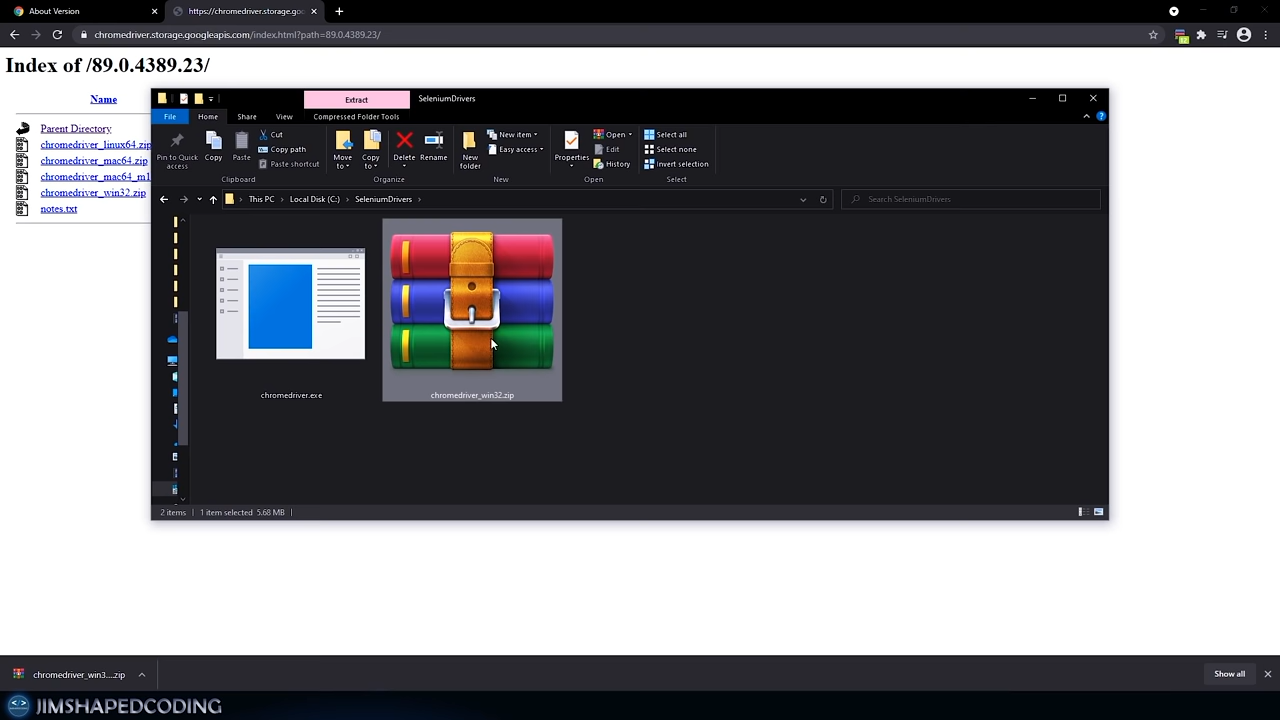 About Version
https://chromedriver.storage.goo
chromedriver.storage.googleapis.com/index.html?path=89.0.4389.23/
Index of /89.0.4389.23/
Name
Parent Directory
chromedriver_linux64.zip
chromedriver_mac64.zip
chromedriver_mac64_m1
chromedriver_win32.zip
notes.txt
Extract
SeleniumDrivers
File
Home
Share
View
Compressed Folder Tools
Pin to Quick access
Copy
Paste
Cut
Copy path
Paste shortcut
Clipboard
Move to
Copy to
Delete
Rename
Organize
New folder
New item
Easy access
New
Properties
Open
Edit
History
Open
Select all
Select none
Invert selection
Select
This PC
Local Disk (C:)
SeleniumDrivers
Search SeleniumDrivers
chromedriver.exe
chromedriver_win32.zip
2 items
1 item selected 5.68 MB
chromedriver_win3....zip
Show all
JIMSHAPEDCODING